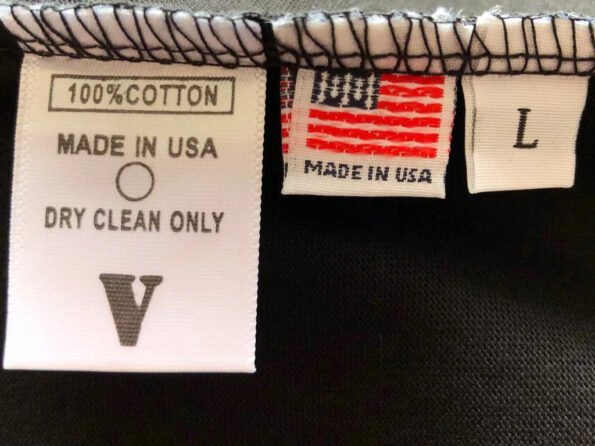 100%COTTON
MADE IN USA
DRY CLEAN ONLY
V
MADE IN USA
L